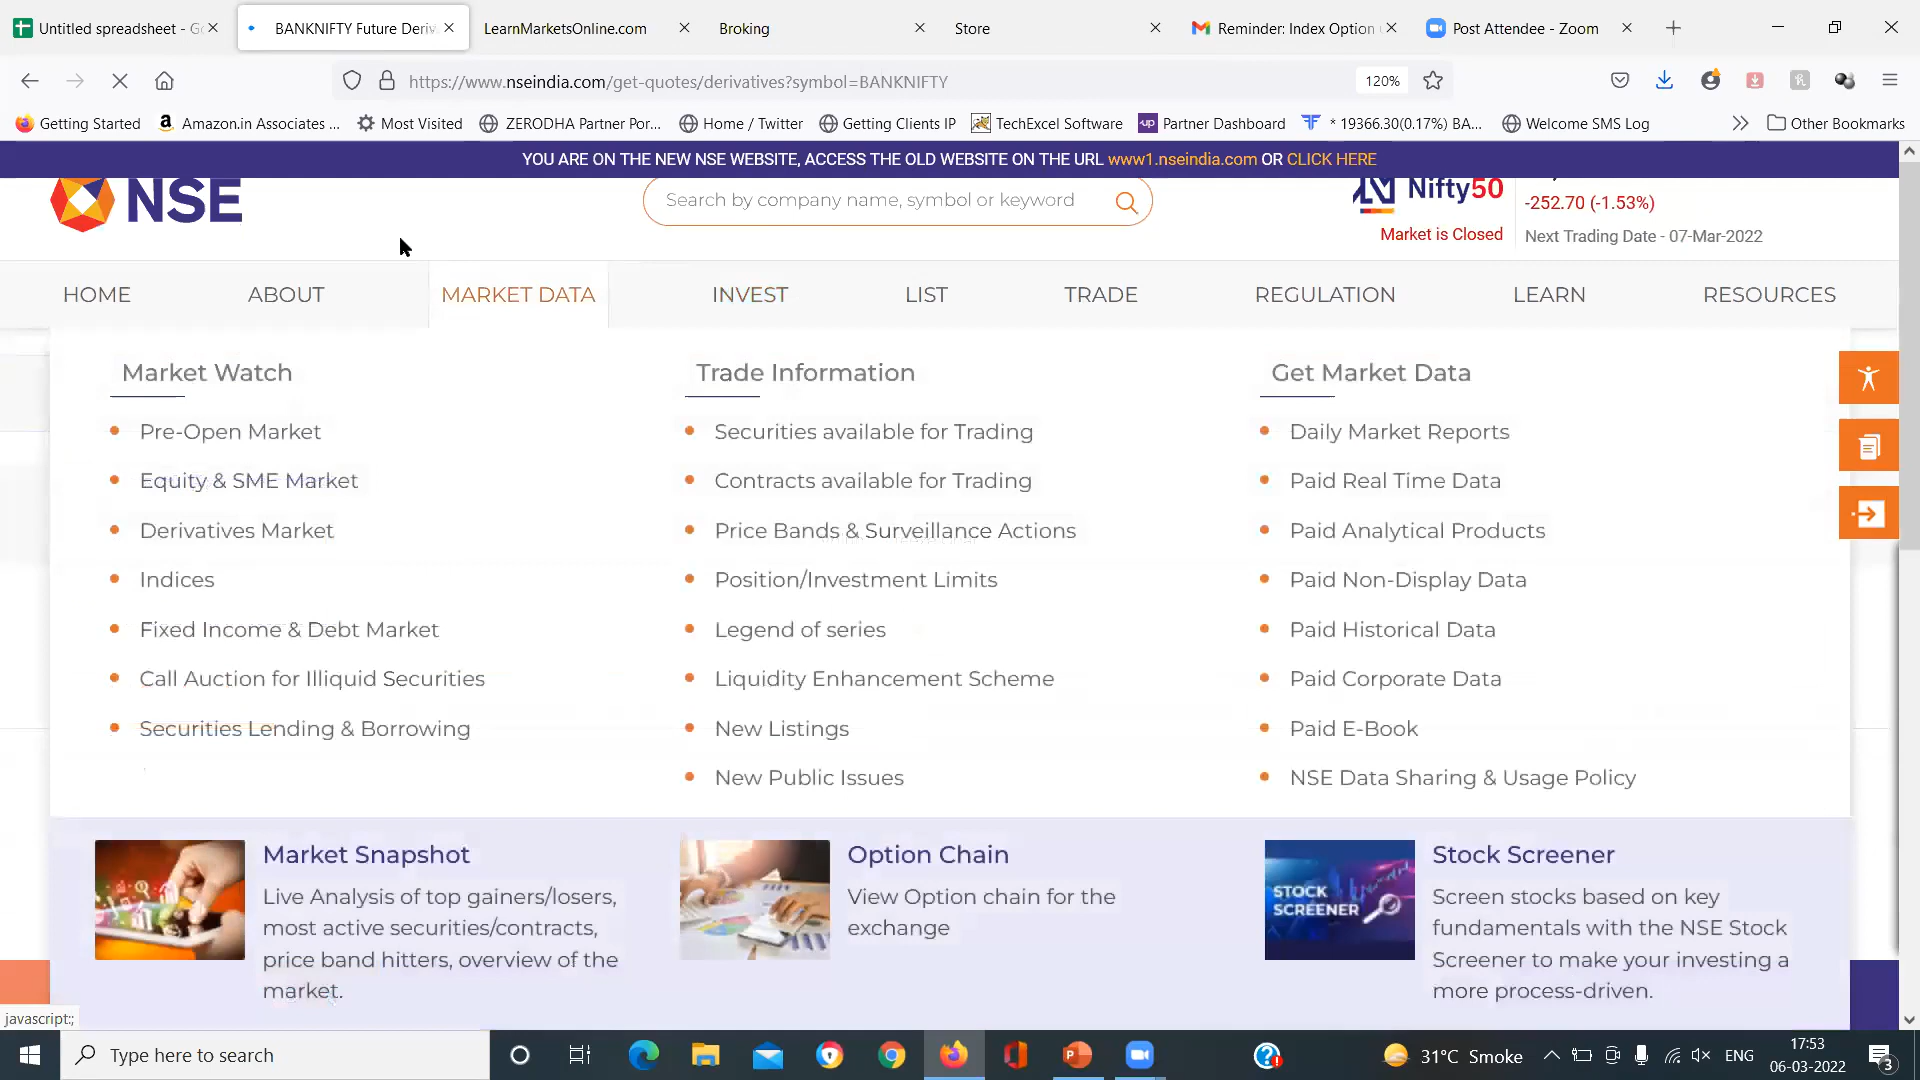 Untitled spreadsheet - Go
BANKNIFTY Future Deriv
LearnMarketsOnline.com
Broking
Store
Reminder: Index Option
Post Attendee - Zoom
https://www.nseindia.com/get-quotes/derivatives?symbol=BANKNIFTY
120%
Getting Started
Amazon.in Associates ...
Most Visited
ZERODHA Partner Por...
Home / Twitter
Getting Clients IP
TechExcel Software
Partner Dashboard
* 19366.30(0.17%) BA...
Welcome SMS Log
Other Bookmarks
YOU ARE ON THE NEW NSE WEBSITE, ACCESS THE OLD WEBSITE ON THE URL www1.nseindia.com OR CLICK HERE
NSE
Search by company name, symbol or keyword
Nifty50
-252.70 (-1.53%)
Market is Closed
Next Trading Date - 07-Mar-2022
HOME
ABOUT
MARKET DATA
INVEST
LIST
TRADE
REGULATION
LEARN
RESOURCES
Market Watch
Pre-Open Market
Equity & SME Market
Derivatives Market
Indices
Fixed Income & Debt Market
Call Auction for Illiquid Securities
Securities Lending & Borrowing
Trade Information
Securities available for Trading
Contracts available for Trading
Price Bands & Surveillance Actions
Position/Investment Limits
Legend of series
Liquidity Enhancement Scheme
New Listings
New Public Issues
Get Market Data
Daily Market Reports
Paid Real Time Data
Paid Analytical Products
Paid Non-Display Data
Paid Historical Data
Paid Corporate Data
Paid E-Book
NSE Data Sharing & Usage Policy
Market Snapshot
Live Analysis of top gainers/losers,
most active securities/contracts,
price band hitters, overview of the
market.
Option Chain
View Option chain for the
exchange
STOCK
SCREENER
Stock Screener
Screen stocks based on key
fundamentals with the NSE Stock
Screener to make your investing a
more process-driven.
javascript:;
Type here to search
31°C Smoke
ENG
17:53
06-03-2022
3